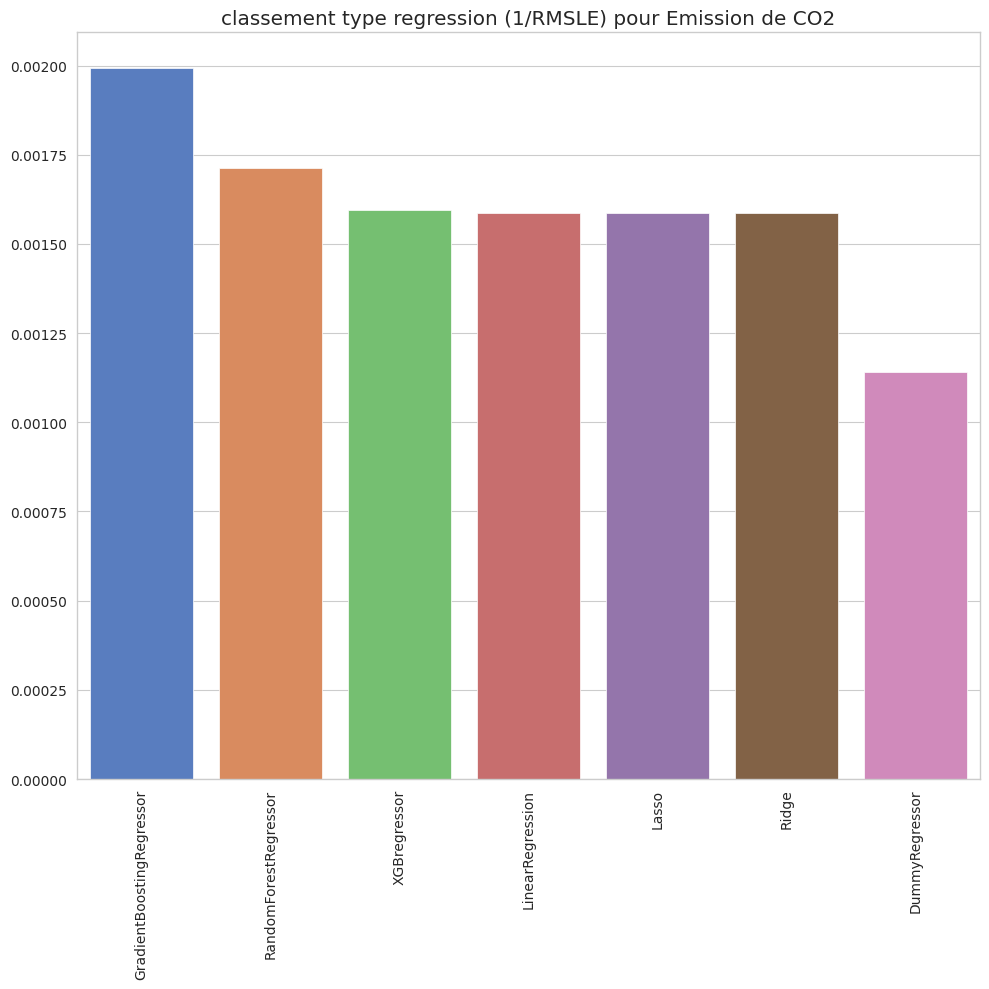 classement type regression (1/RMSLE) pour Emission de CO2
0.00200
0.00175
0.00150
0.00125
0.00100
0.00075
0.00050
0.00025
0.00000
GradientBoostingRegressor
RandomForestRegressor
XGBregressor
LinearRegression
Lasso
Ridge
DummyRegressor